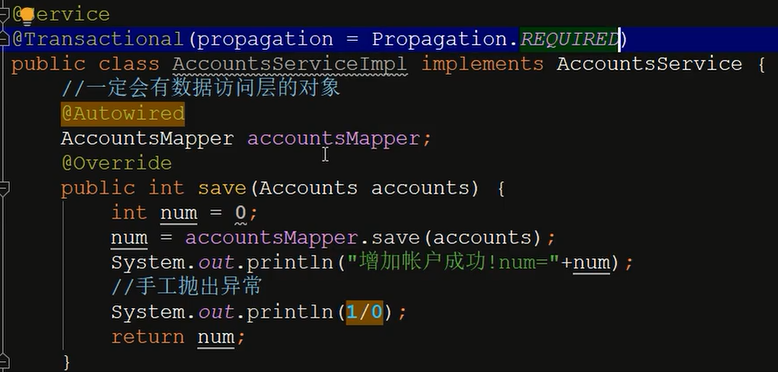 @Service
@Transactional(propagation = Propagation.REQUIRED)
public class AccountsServiceImpl implements AccountsService {
//一定会有数据访问层的对象
@Autowired
AccountsMapper accountsMapper;
@Override
public int save(Accounts accounts) {
int num = 0;
num = accountsMapper.save(accounts);
System.out.println("增加帐户成功!num="+num);
//手工抛出异常
System.out.println(1/0);
return num;
}